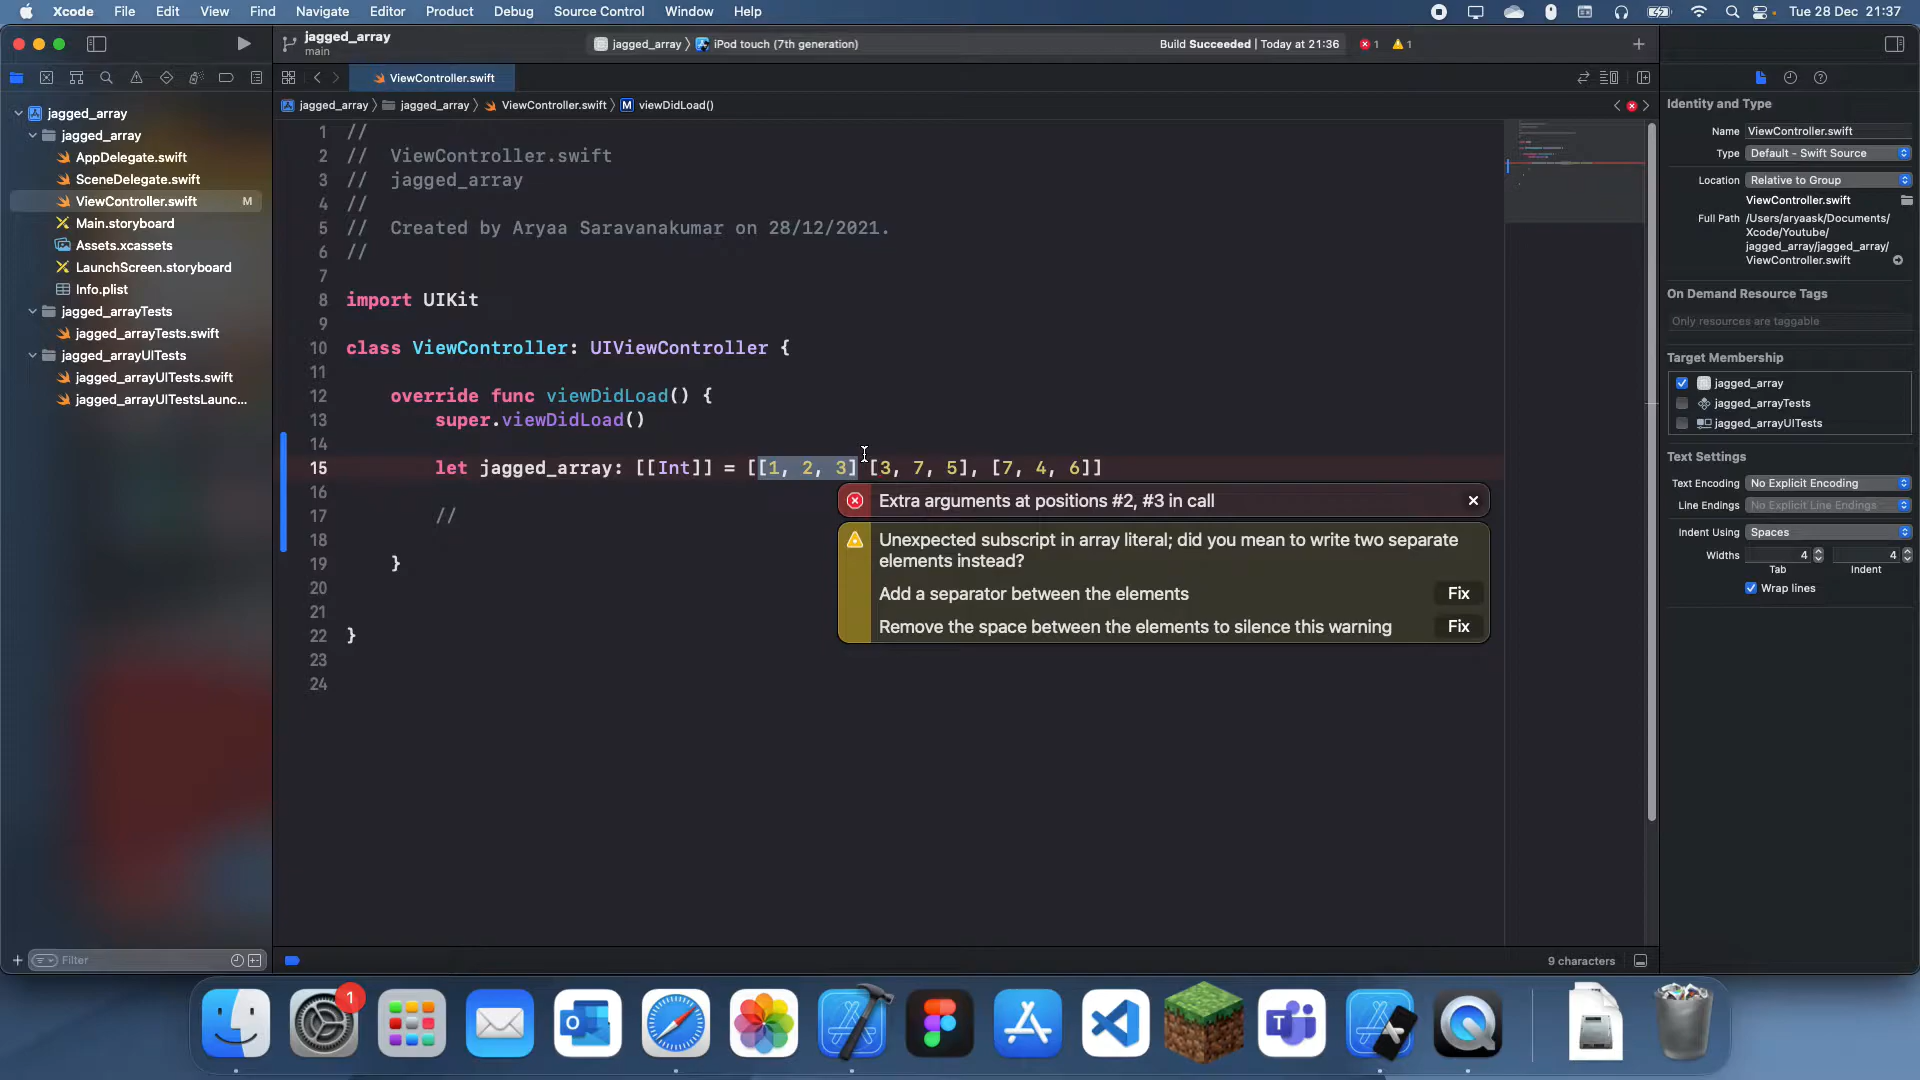 Xcode File Edit View Find Navigate Editor Product Debug Source Control Window Help Tue 28 Dec 21:37
jagged_array
main
jagged_array
iPod touch (7th generation)
Build Succeeded | Today at 21:36
1
1
ViewController.swift
jagged_array
jagged_array
ViewController.swift
M viewDidLoad()
jagged_array
jagged_array
AppDelegate.swift
SceneDelegate.swift
ViewController.swift M
Main.storyboard
Assets.xcassets
LaunchScreen.storyboard
Info.plist
jagged_arrayTests
jagged_arrayTests.swift
jagged_arrayUITests
jagged_arrayUITests.swift
jagged_arrayUITestsLaunc...
Filter
1 //
2 // ViewController.swift
3 // jagged_array
4 //
5 // Created by Aryaa Saravanakumar on 28/12/2021.
6 //
7
8 import UIKit
9
10 class ViewController: UIViewController {
11
12 override func viewDidLoad() {
13 super.viewDidLoad()
14
15 let jagged_array: [[Int]] = [[1, 2, 3] [3, 7, 5], [7, 4, 6]]
16
17 //
18
19 }
20
21
22 }
23
24
Extra arguments at positions #2, #3 in call
Unexpected subscript in array literal; did you mean to write two separate
elements instead?
Add a separator between the elements Fix
Remove the space between the elements to silence this warning Fix
9 characters
Identity and Type
Name ViewController.swift
Type Default - Swift Source
Location Relative to Group
ViewController.swift
Full Path /Users/aryaask/Documents/
Xcode/Youtube/
jagged_array/jagged_array/
ViewController.swift
On Demand Resource Tags
Only resources are taggable
Target Membership
jagged_array
jagged_arrayTests
jagged_arrayUITests
Text Settings
Text Encoding No Explicit Encoding
Line Endings No Explicit Line Endings
Indent Using Spaces
Widths 4 4
Tab Indent
Wrap lines
1